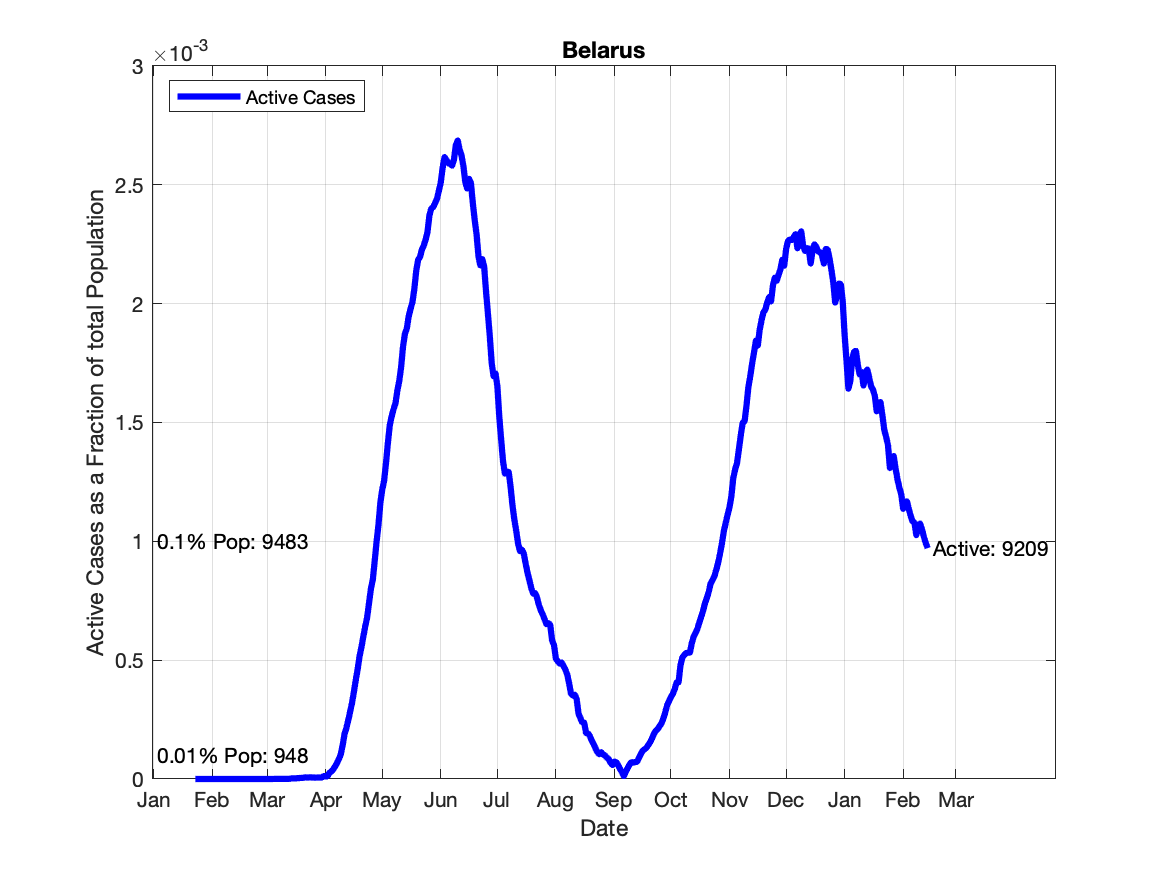 Belarus
×10-3
Active Cases
Active Cases as a Fraction of total Population
3
2.5
2
1.5
1
0.5
0
0.1% Pop: 9483
0.01% Pop: 948
Active: 9209
Jan Feb Mar Apr May Jun Jul Aug Sep Oct Nov Dec Jan Feb Mar
Date